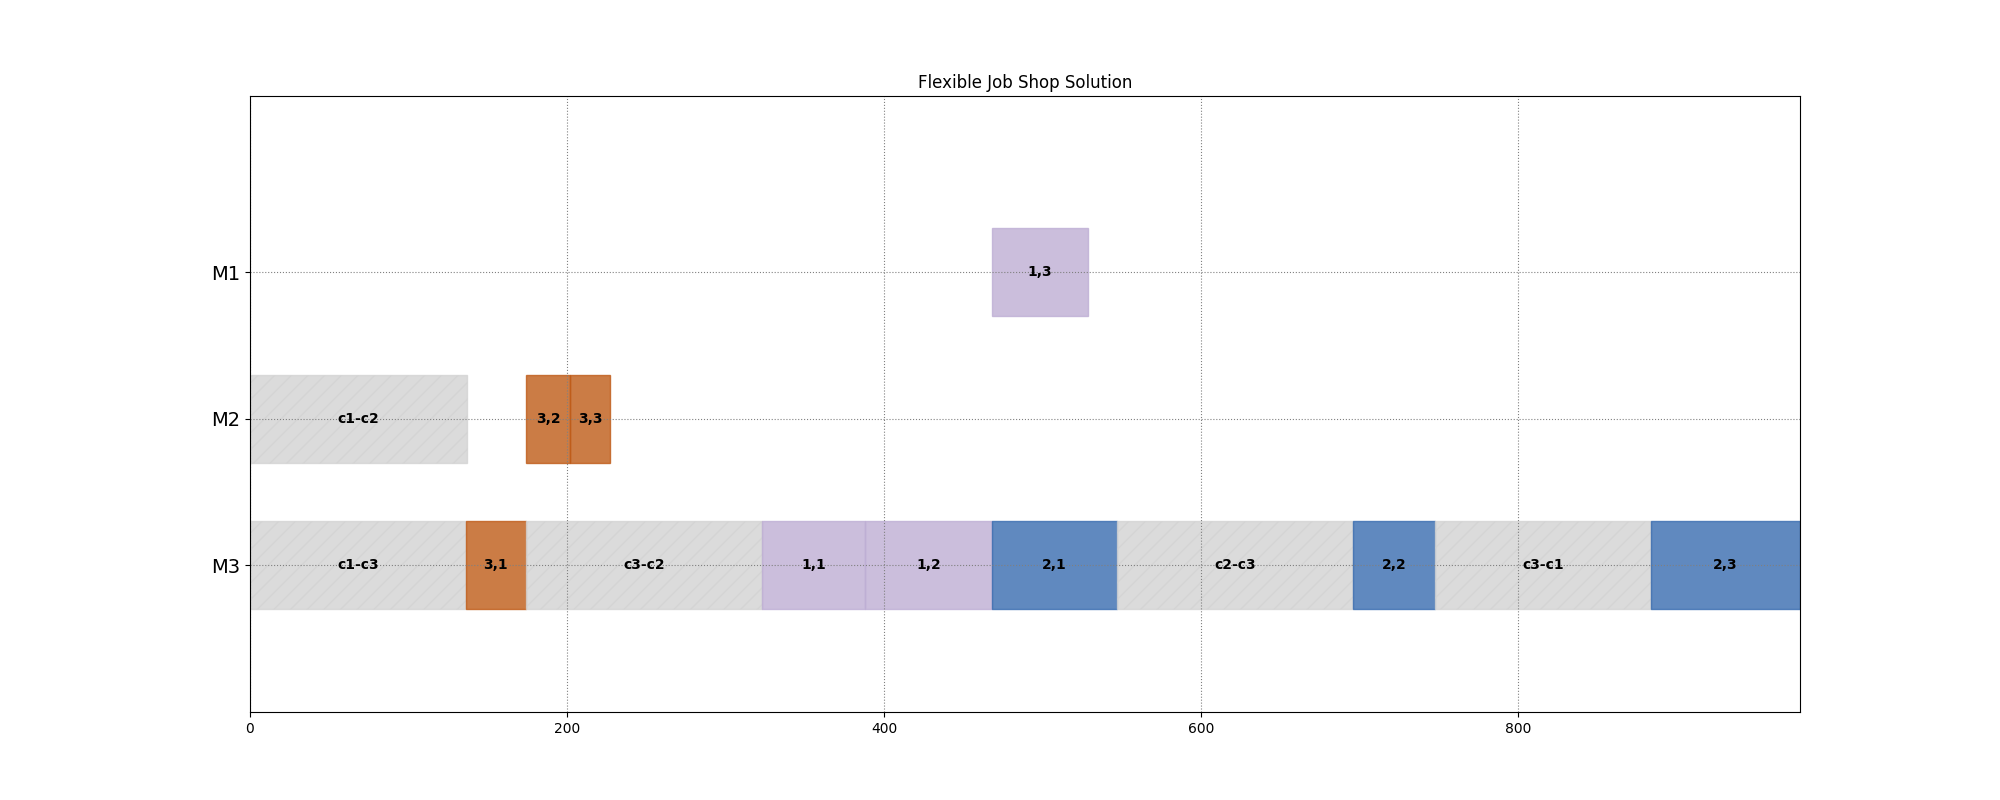 Flexible Job Shop Solution
M1
1,3
M2
c1-c2
3,2
3,3
M3
c1-c3
3,1
c3-c2
1,1
1,2
2,1
c2-c3
2,2
c3-c1
2,3
0
200
400
600
800